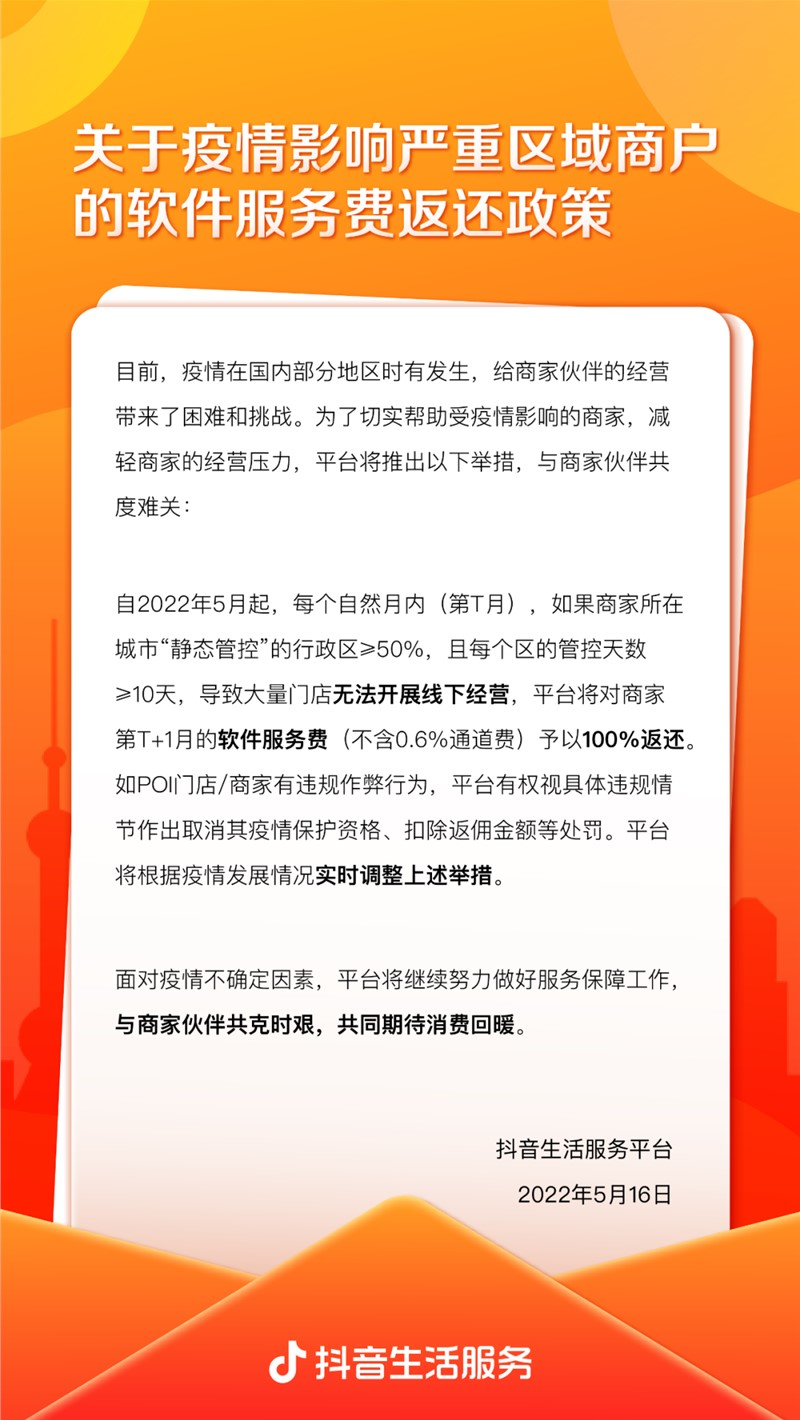 关于疫情影响严重区域商户
的软件服务费返还政策
目前，疫情在国内部分地区时有发生，给商家伙伴的经营
带来了困难和挑战。为了切实帮助受疫情影响的商家，减
轻商家的经营压力，平台将推出以下举措，与商家伙伴共
度难关：
自2022年5月起，每个自然月内（第T月），如果商家所在
城市“静态管控”的行政区≥50%，且每个区的管控天数
≥10天，导致大量门店无法开展线下经营，平台将对商家
第T+1月的软件服务费（不含0.6%通道费）予以100%返还。
如POI门店/商家有违规作弊行为，平台有权视具体违规情
节作出取消其疫情保护资格、扣除返佣金额等处罚。平台
将根据疫情发展情况实时调整上述举措。
面对疫情不确定因素，平台将继续努力做好服务保障工作，
与商家伙伴共克时艰，共同期待消费回暖。
抖音生活服务平台
2022年5月16日
抖音生活服务